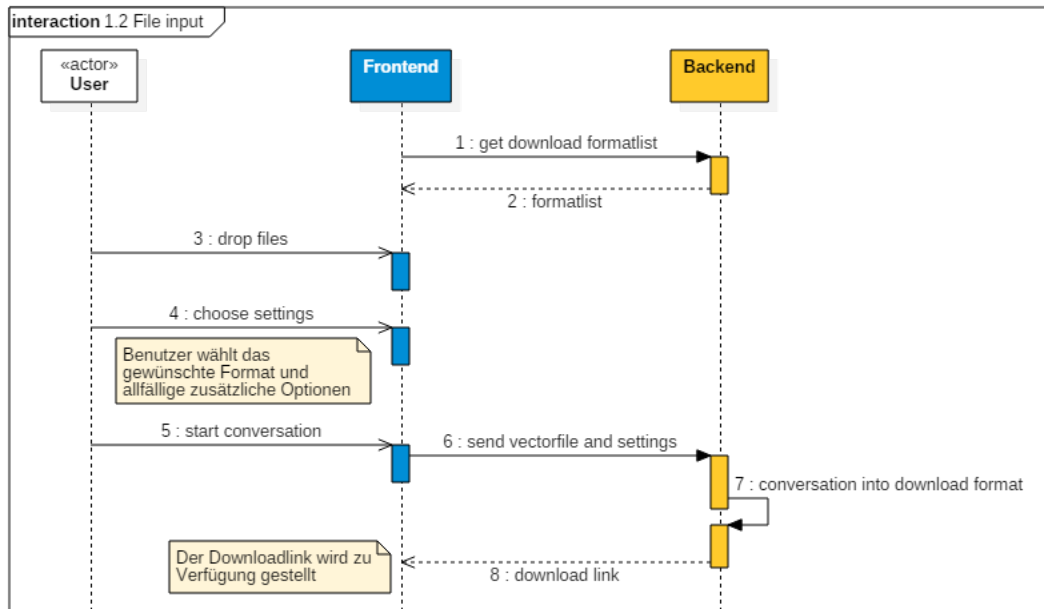 interaction 1.2 File input
«actor»
User
Frontend
Backend
1 : get download formatlist
2 : formatlist
3 : drop files
4 : choose settings
Benutzer wählt das
gewünschte Format und
allfällige zusätzliche Optionen
5 : start conversation
6 : send vectorfile and settings
7 : conversation into download format
Der Downloadlink wird zu
Verfügung gestellt
8 : download link